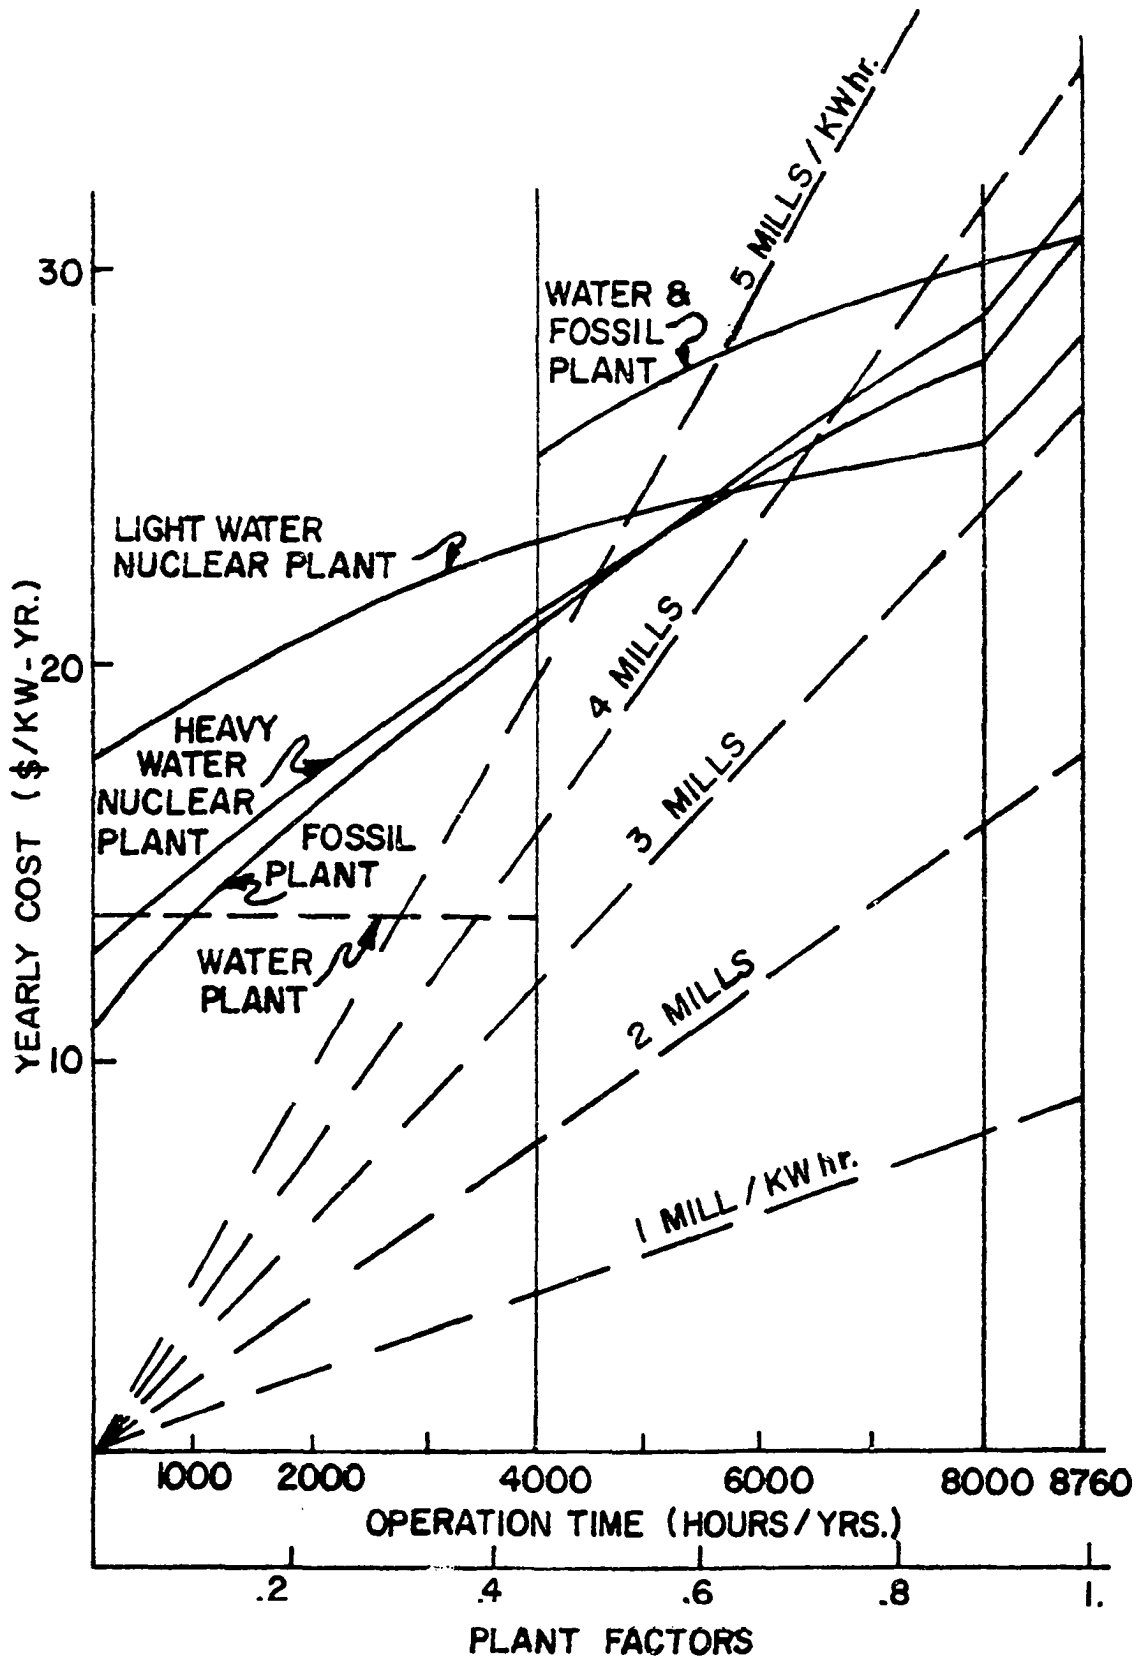 5 MILLS/KWhr.
30
WATER &
FOSSIL
PLANT
LIGHT WATER
NUCLEAR PLANT
YEARLY COST ($/KW-YR.)
20
4 MILLS
HEAVY
WATER
NUCLEAR
PLANT
3 MILLS
FOSSIL
PLANT
WATER
PLANT
10
2 MILLS
1 MILL/KWhr.
1000 2000 4000 6000 8000 8760
OPERATION TIME (HOURS/YRS.)
.2 .4 .6 .8 1.
PLANT FACTORS